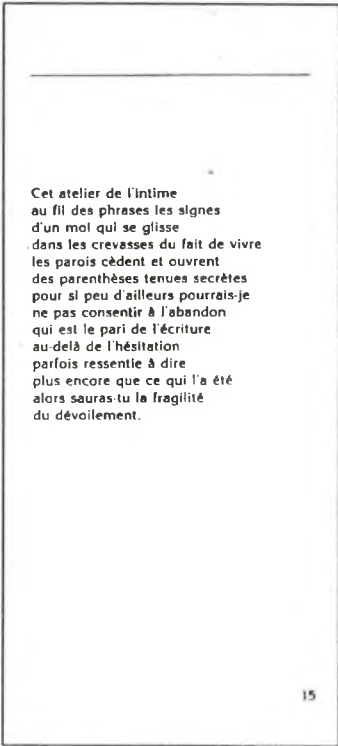 Cet atelier de l'intime
au fil des phrases les signes
d'un moi qui se glisse
dans les crevasses du fait de vivre
les parois cèdent et ouvrent
des parenthèses tenues secrètes
pour si peu d'ailleurs pourrais-je
ne pas consentir à l'abandon
qui est le pari de l'écriture
au-delà de l'hésitation
parfois ressentie à dire
plus encore que ce qui l'a été
alors sauras-tu la fragilité
du dévoilement.
15